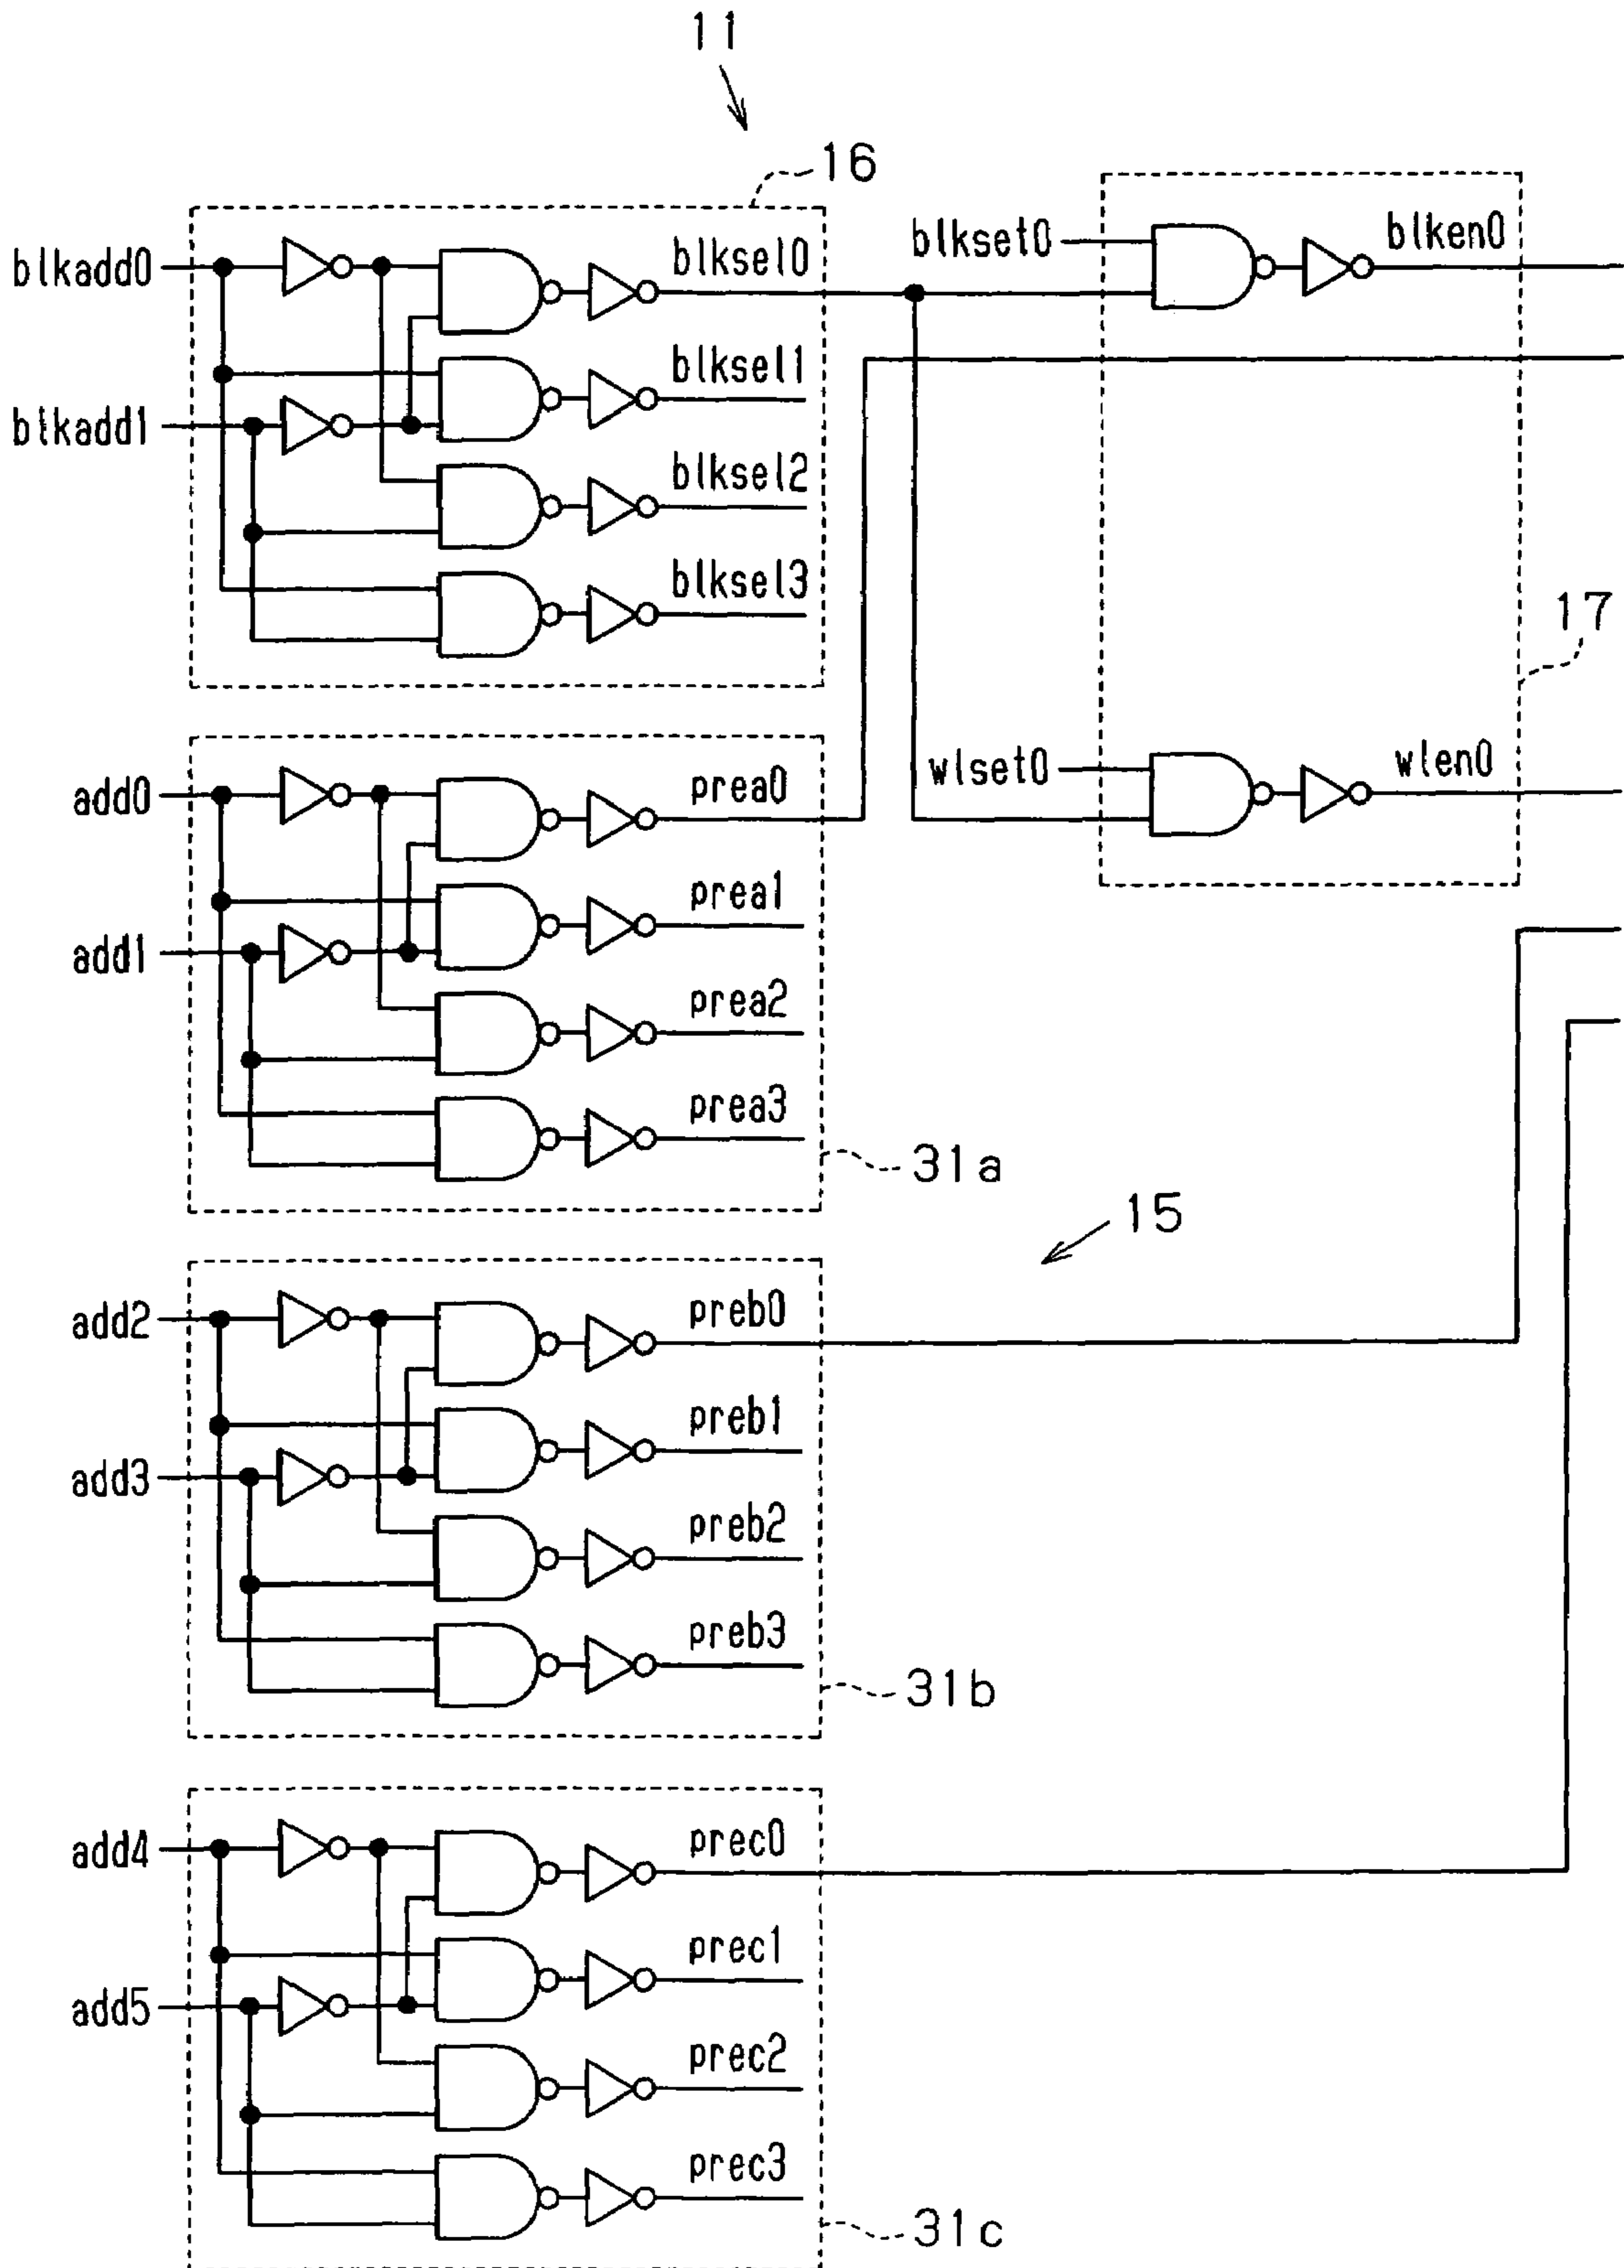 11
16
blkadd0
blksel0
blkset0
blken0
blksel1
blkadd1
blksel2
blksel3
17
add0
prea0
wlset0
wlen0
prea1
add1
prea2
prea3
31a
15
add2
preb0
preb1
add3
preb2
preb3
31b
add4
prec0
prec1
add5
prec2
prec3
31c